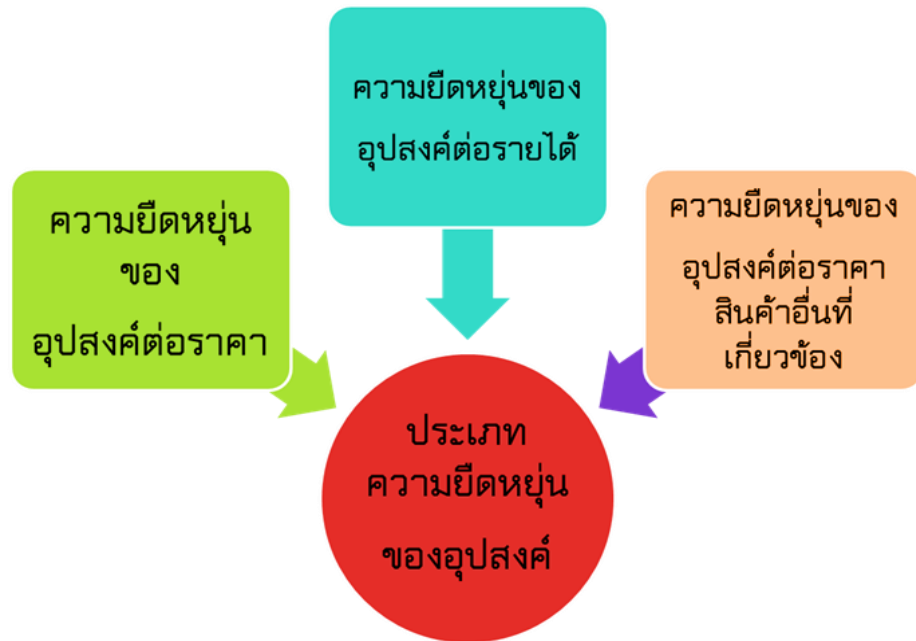 ความยืดหยุ่นของ
อุปสงค์ต่อรายได้
ความยืดหยุ่น
ของ
อุปสงค์ต่อราคา
ความยืดหยุ่นของ
อุปสงค์ต่อราคา
สินค้าอื่นที่
เกี่ยวข้อง
ประเภท
ความยืดหยุ่น
ของอุปสงค์